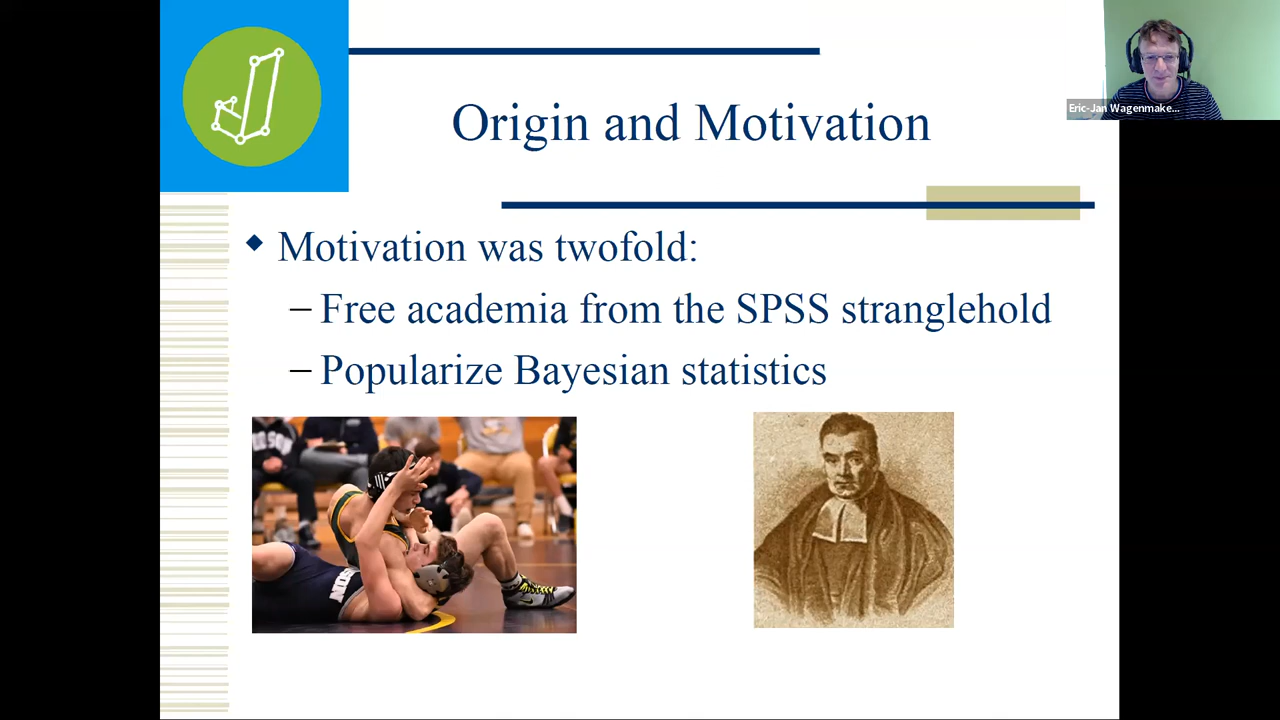 Eric-Jan Wagenmake...
Origin and Motivation
Motivation was twofold:
– Free academia from the SPSS stranglehold
– Popularize Bayesian statistics